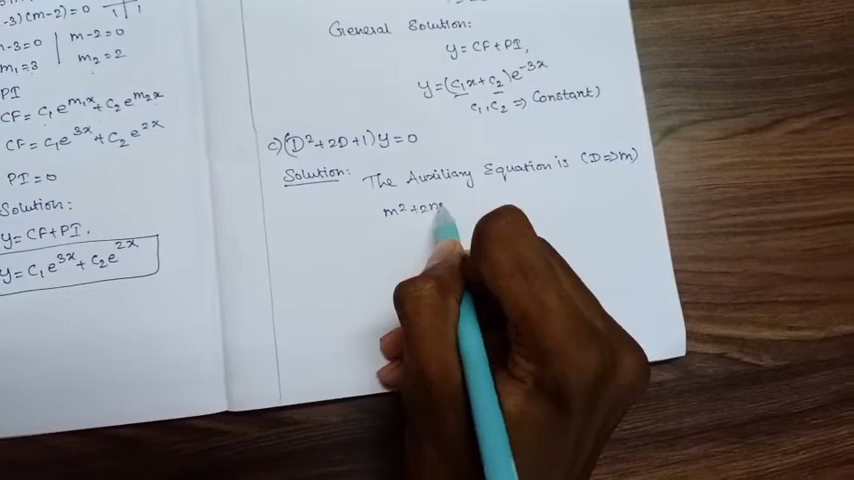 -3)(m-2)=0
m-3=0 | m-2=0
m₁=3 | m₂=2
PI
CF = c₁e^m₁x + c₂e^m₂x
CF = c₁e^3x + c₂e^2x
PI = 0
Solution:
y = CF + PI.
y = c₁e^3x + c₂e^2x
General Solution:
y = CF + PI,
y = (c₁x + c₂)e^-3x
c₁, c₂ => Constant)
c) (D² + 2D + 1) y = 0
Solution: The Auxiliary Equation is (D=>m)
m² + 2m